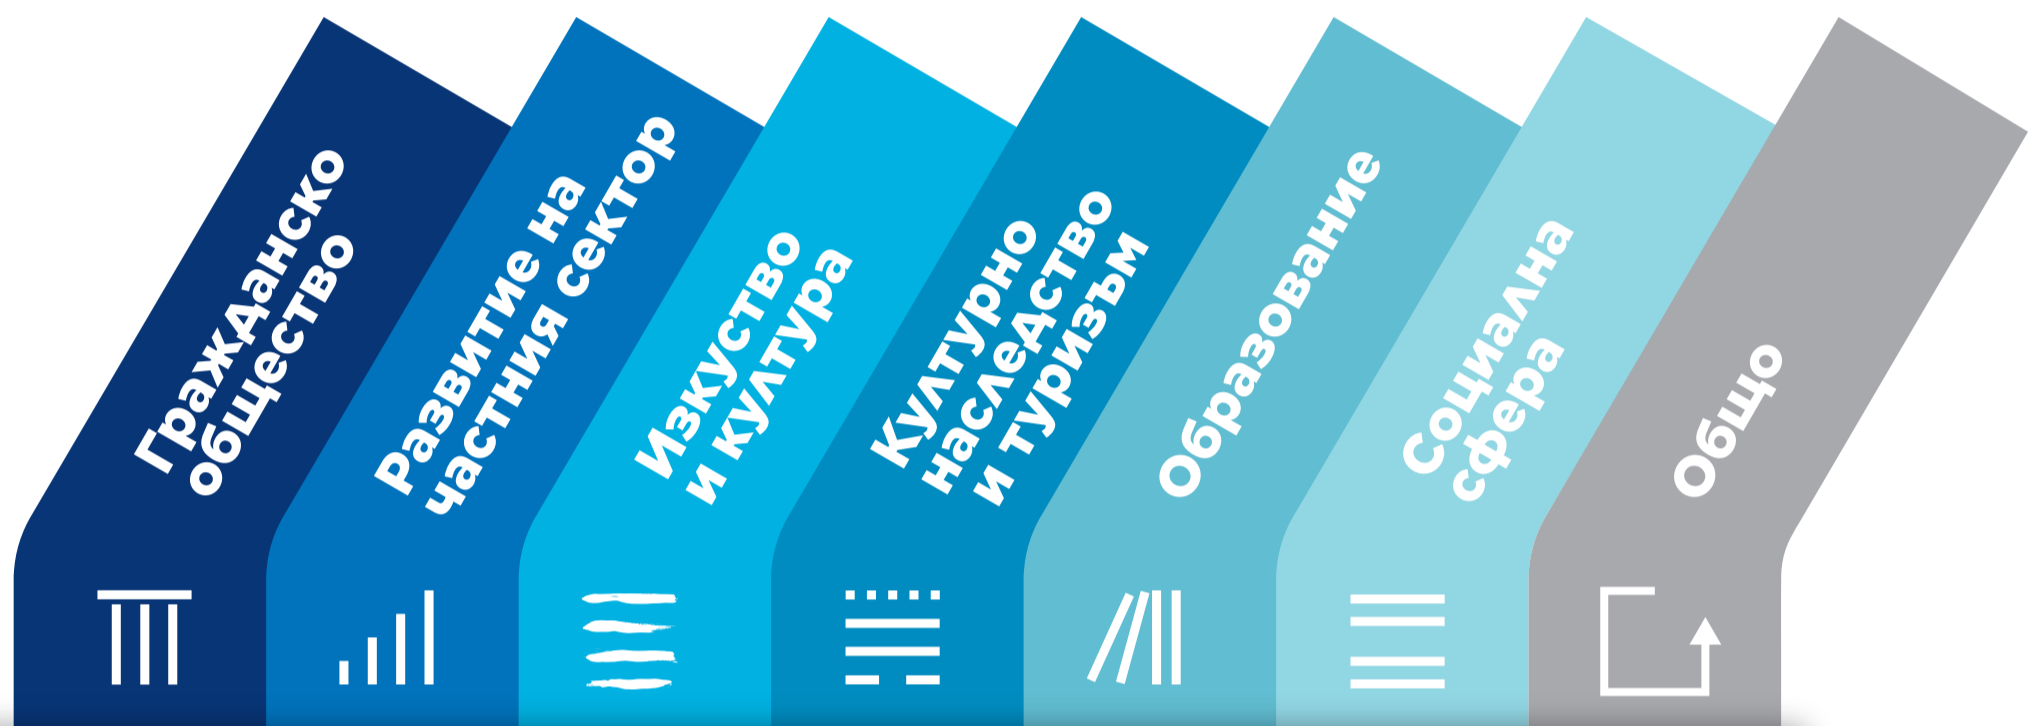 Гражданско
общество
Развитие на
частния сектор
Изкуство
и култура
Културно
наследство
и туризъм
Образование
Социална
сфера
Общо